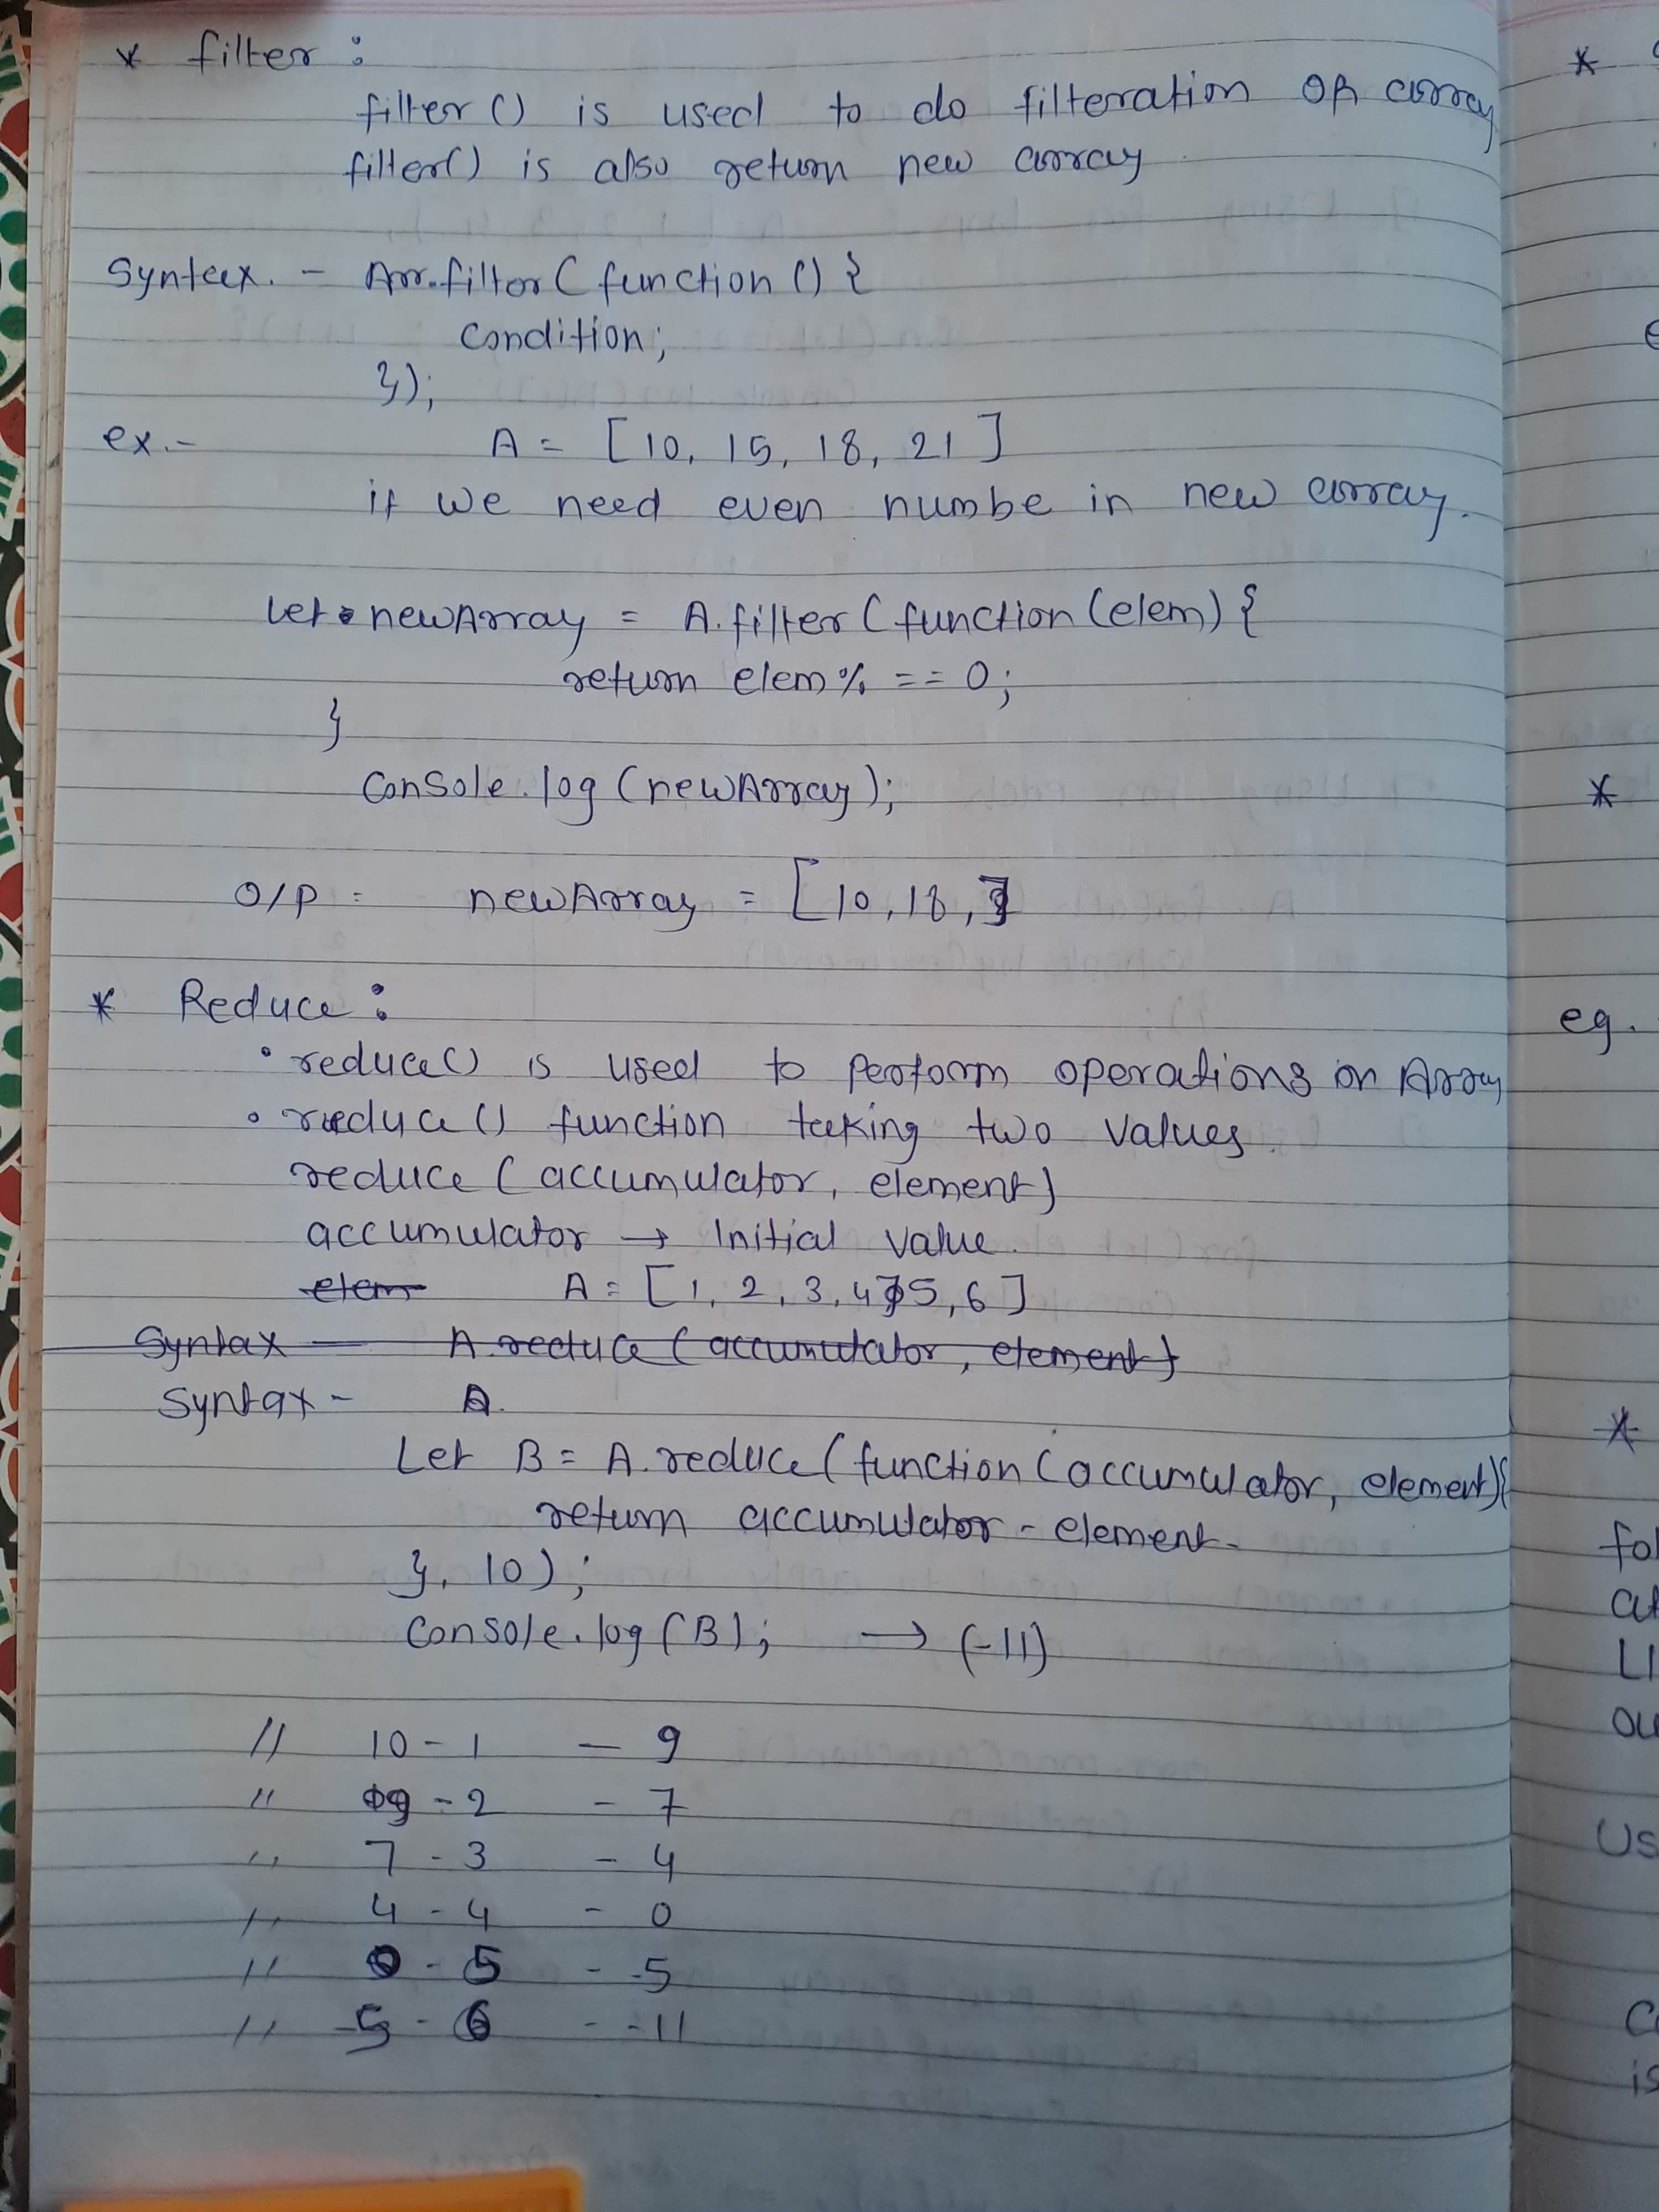 * filter :
filter () is used to do filteration on array
filter() is also return new array
Syntax. - Arr.filter ( function () {
Condition;
});
ex.- A = [10, 15, 18, 21]
if we need even numbe in new array.
Let newArray = A.filter ( function (elem) {
return elem % == 0;
}
Console.log (newArray);
O/P = newArray = [10, 18,]
* Reduce :
• reduce() is used to perform operations on Array
• reduce () function taking two values.
reduce ( accumulator, element)
accumulator → Initial value.
elem A = [1, 2, 3, 4, 5, 6]
Syntax — A.reduce ( accumulator, element)
Syntax - A.
Let B = A.reduce ( function ( accumulator, element) {
return accumulator - element.
}, 10);
Console.log (B); → (-11)
// 10 - 1 — 9
// 9 - 2 - 7
// 7 - 3 - 4
// 4 - 4 - 0
// 0 - 5 - -5
// -5 - 6 - -11
*
*
eg.
*
Us
is